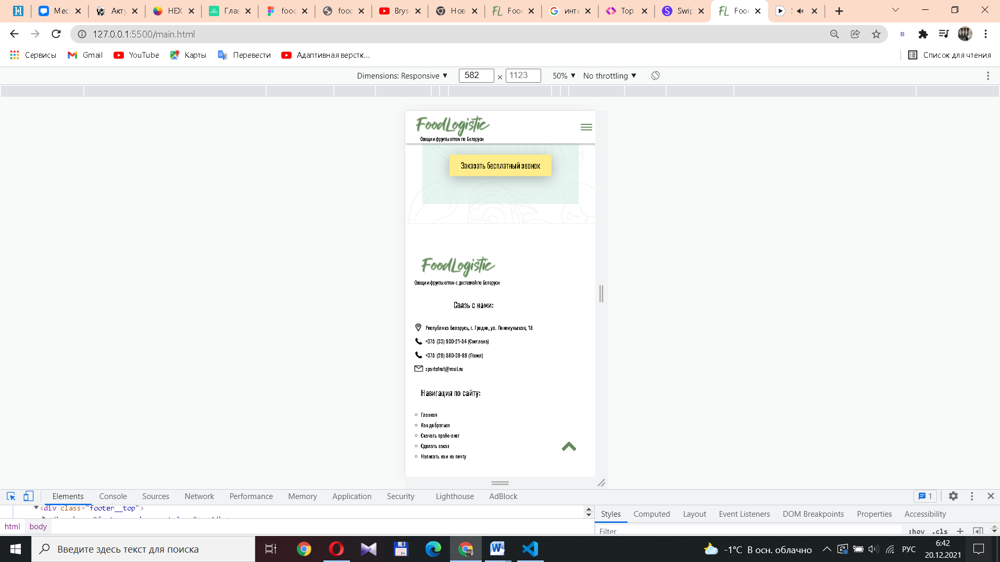 Мес
Акту
HEX
Глав
food
food
Brys
Нов
Food
инте
Top
Swip
Food
127.0.0.1:5500/main.html
Сервисы
Gmail
YouTube
Карты
Перевести
Адаптивная верстк...
Список для чтения
Dimensions: Responsive ▼ 582 × 1123 50% ▼ No throttling ▼
FoodLogistic
Овощи и фрукты оптом по Беларуси
Заказать бесплатный звонок
FoodLogistic
Овощи и фрукты оптом с доставкой по Беларуси
Связь с нами:
Республика Беларусь, г. Гродно, ул. Понемуньская, 15
+375 (33) 900-21-54 (Светлана)
+375 (29) 580-39-99 (Павел)
spartafrut@mail.ru
Навигация по сайту:
Главная
Как добраться
Скачать прайс-лист
Сделать заказ
Написать нам на почту
Elements Console Sources Network Performance Memory Application Security Lighthouse AdBlock 1
<div class="footer__top">
html body
Styles Computed Layout Event Listeners DOM Breakpoints Properties Accessibility
Filter :hov .cls
Введите здесь текст для поиска
-1°C В осн. облачно
РУС
6:42
20.12.2021